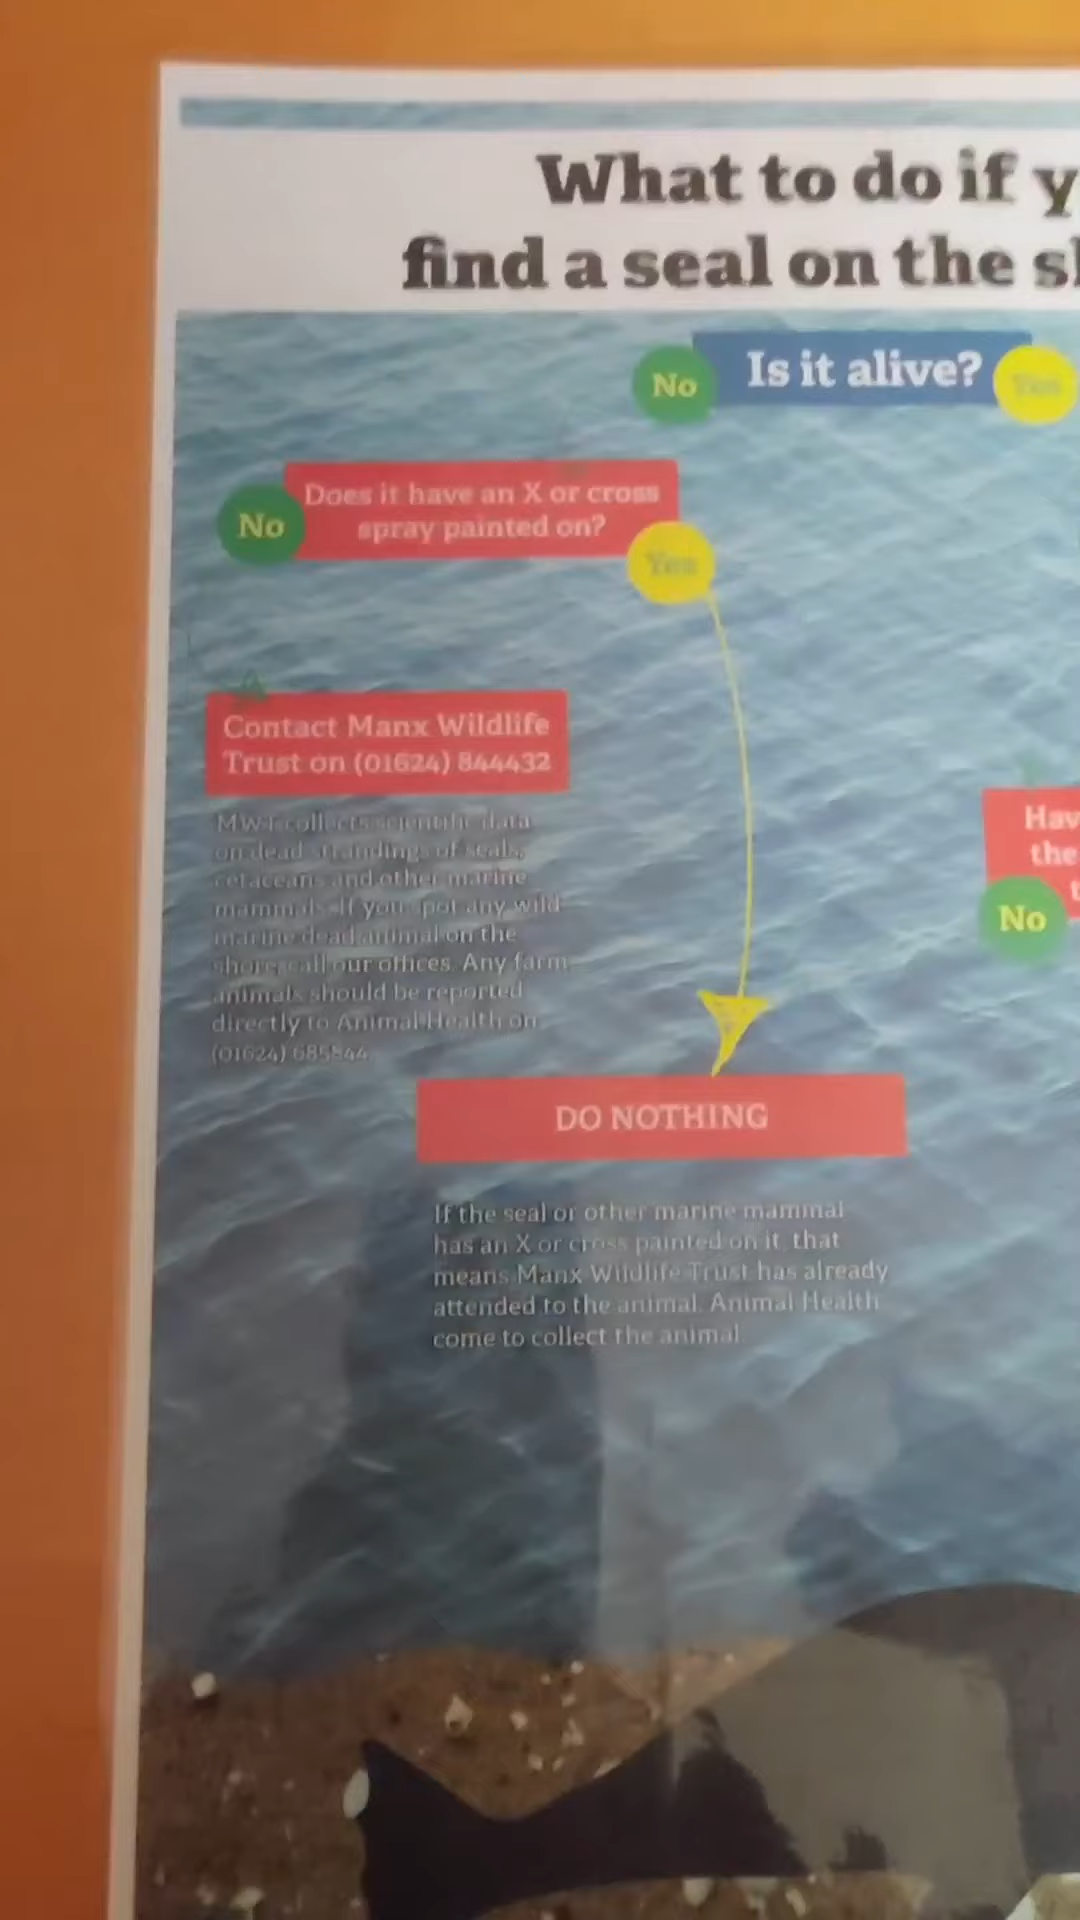 What to do if y
find a seal on the sh
Is it alive?
No
Yes
Does it have an X or cross
spray painted on?
No
Yes
Contact Manx Wildlife
Trust on (01624) 844432
MWT collects scientific data
on dead strandings of seals,
cetaceans and other marine
mammals. If you spot any wild
marine dead animal on the
shore, call our offices. Any farm
animals should be reported
directly to Animal Health on
(01624) 685844
Hav
the
t
No
DO NOTHING
If the seal or other marine mammal
has an X or cross painted on it, that
means Manx Wildlife Trust has already
attended to the animal. Animal Health
come to collect the animal.